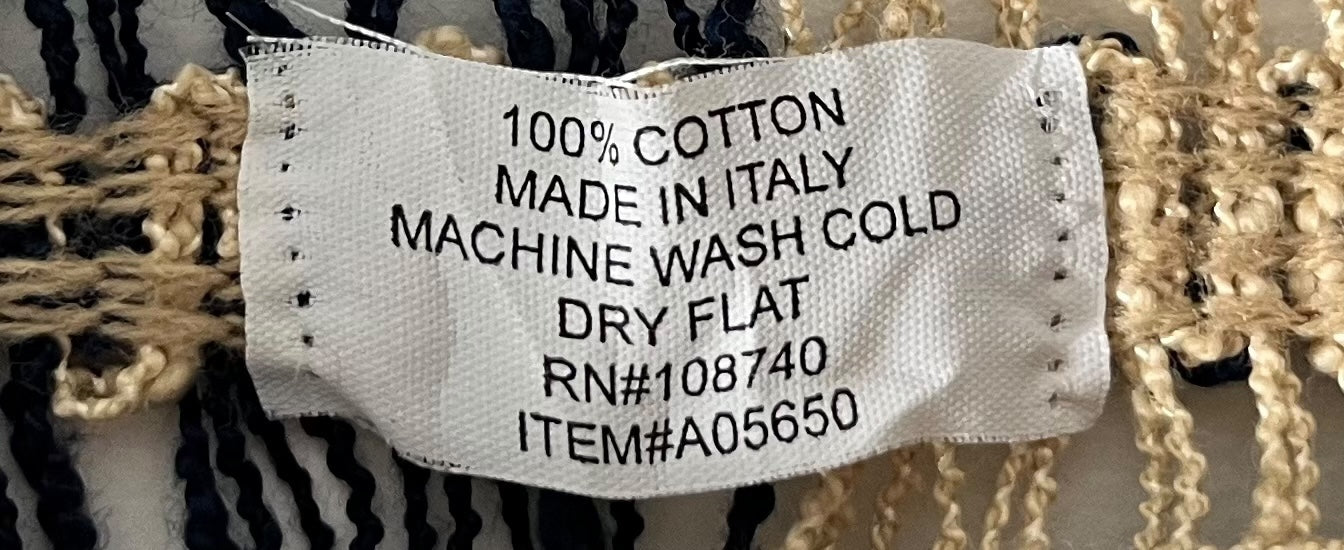 100% COTTON
MADE IN ITALY
MACHINE WASH COLD
DRY FLAT
RN#108740
ITEM#A05650